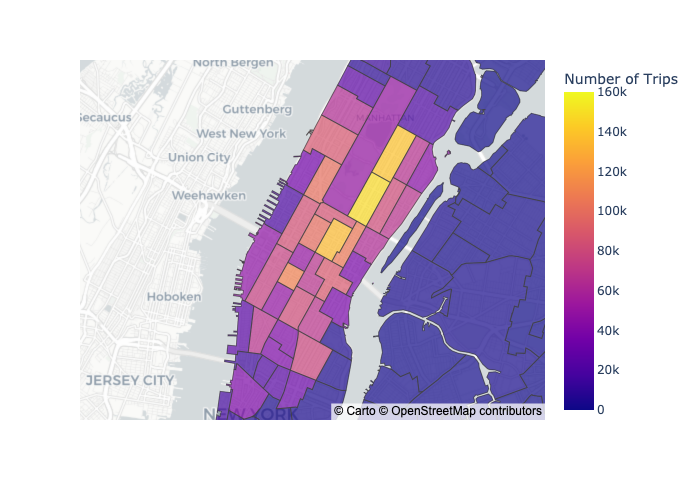 North Bergen
Secaucus
Guttenberg
MANHATTAN
West New York
Union City
Weehawken
Hoboken
JERSEY CITY
NEW YORK
© Carto © OpenStreetMap contributors
Number of Trips
160k
140k
120k
100k
80k
60k
40k
20k
0